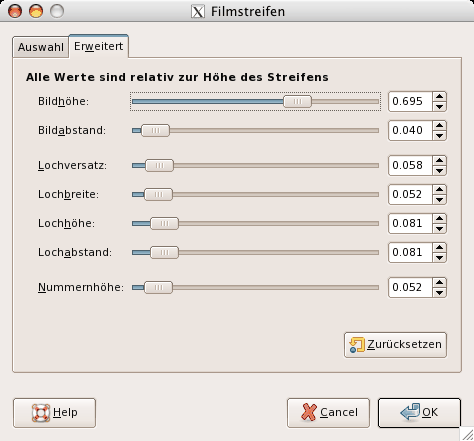 Filmstreifen
Auswahl Erweitert
Alle Werte sind relativ zur Höhe des Streifens
Bildhöhe: 0.695
Bildabstand: 0.040
Lochversatz: 0.058
Lochbreite: 0.052
Lochhöhe: 0.081
Lochabstand: 0.081
Nummernhöhe: 0.052
Zurücksetzen
Help Cancel OK